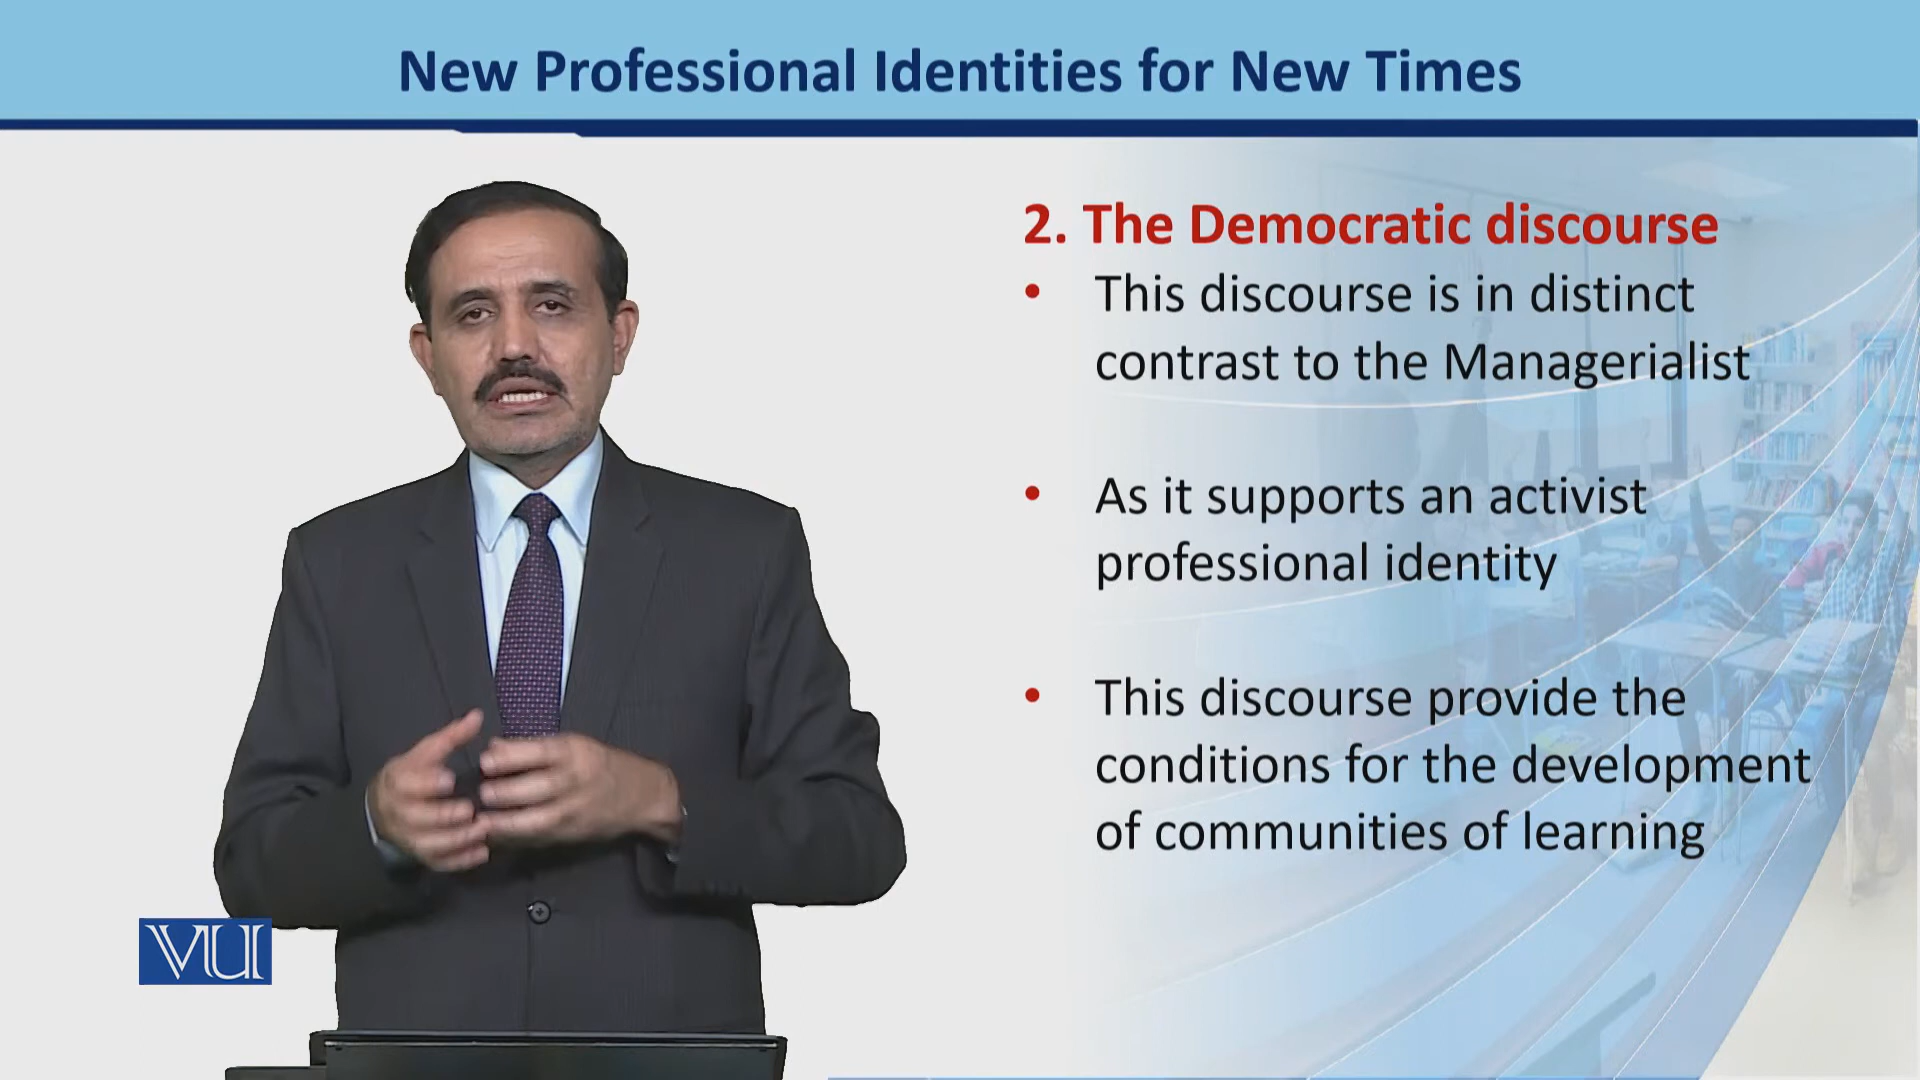 New Professional Identities for New Times
2. The Democratic discourse
• This discourse is in distinct
contrast to the Managerialist
• As it supports an activist
professional identity
• This discourse provide the
conditions for the development
of communities of learning
VU